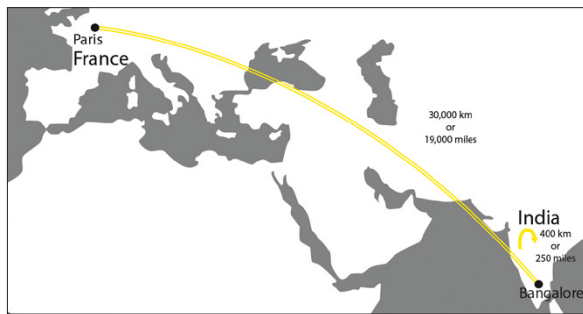 Paris
France
30,000 km
or
19,000 miles
India
400 km
or
250 miles
Bangalore